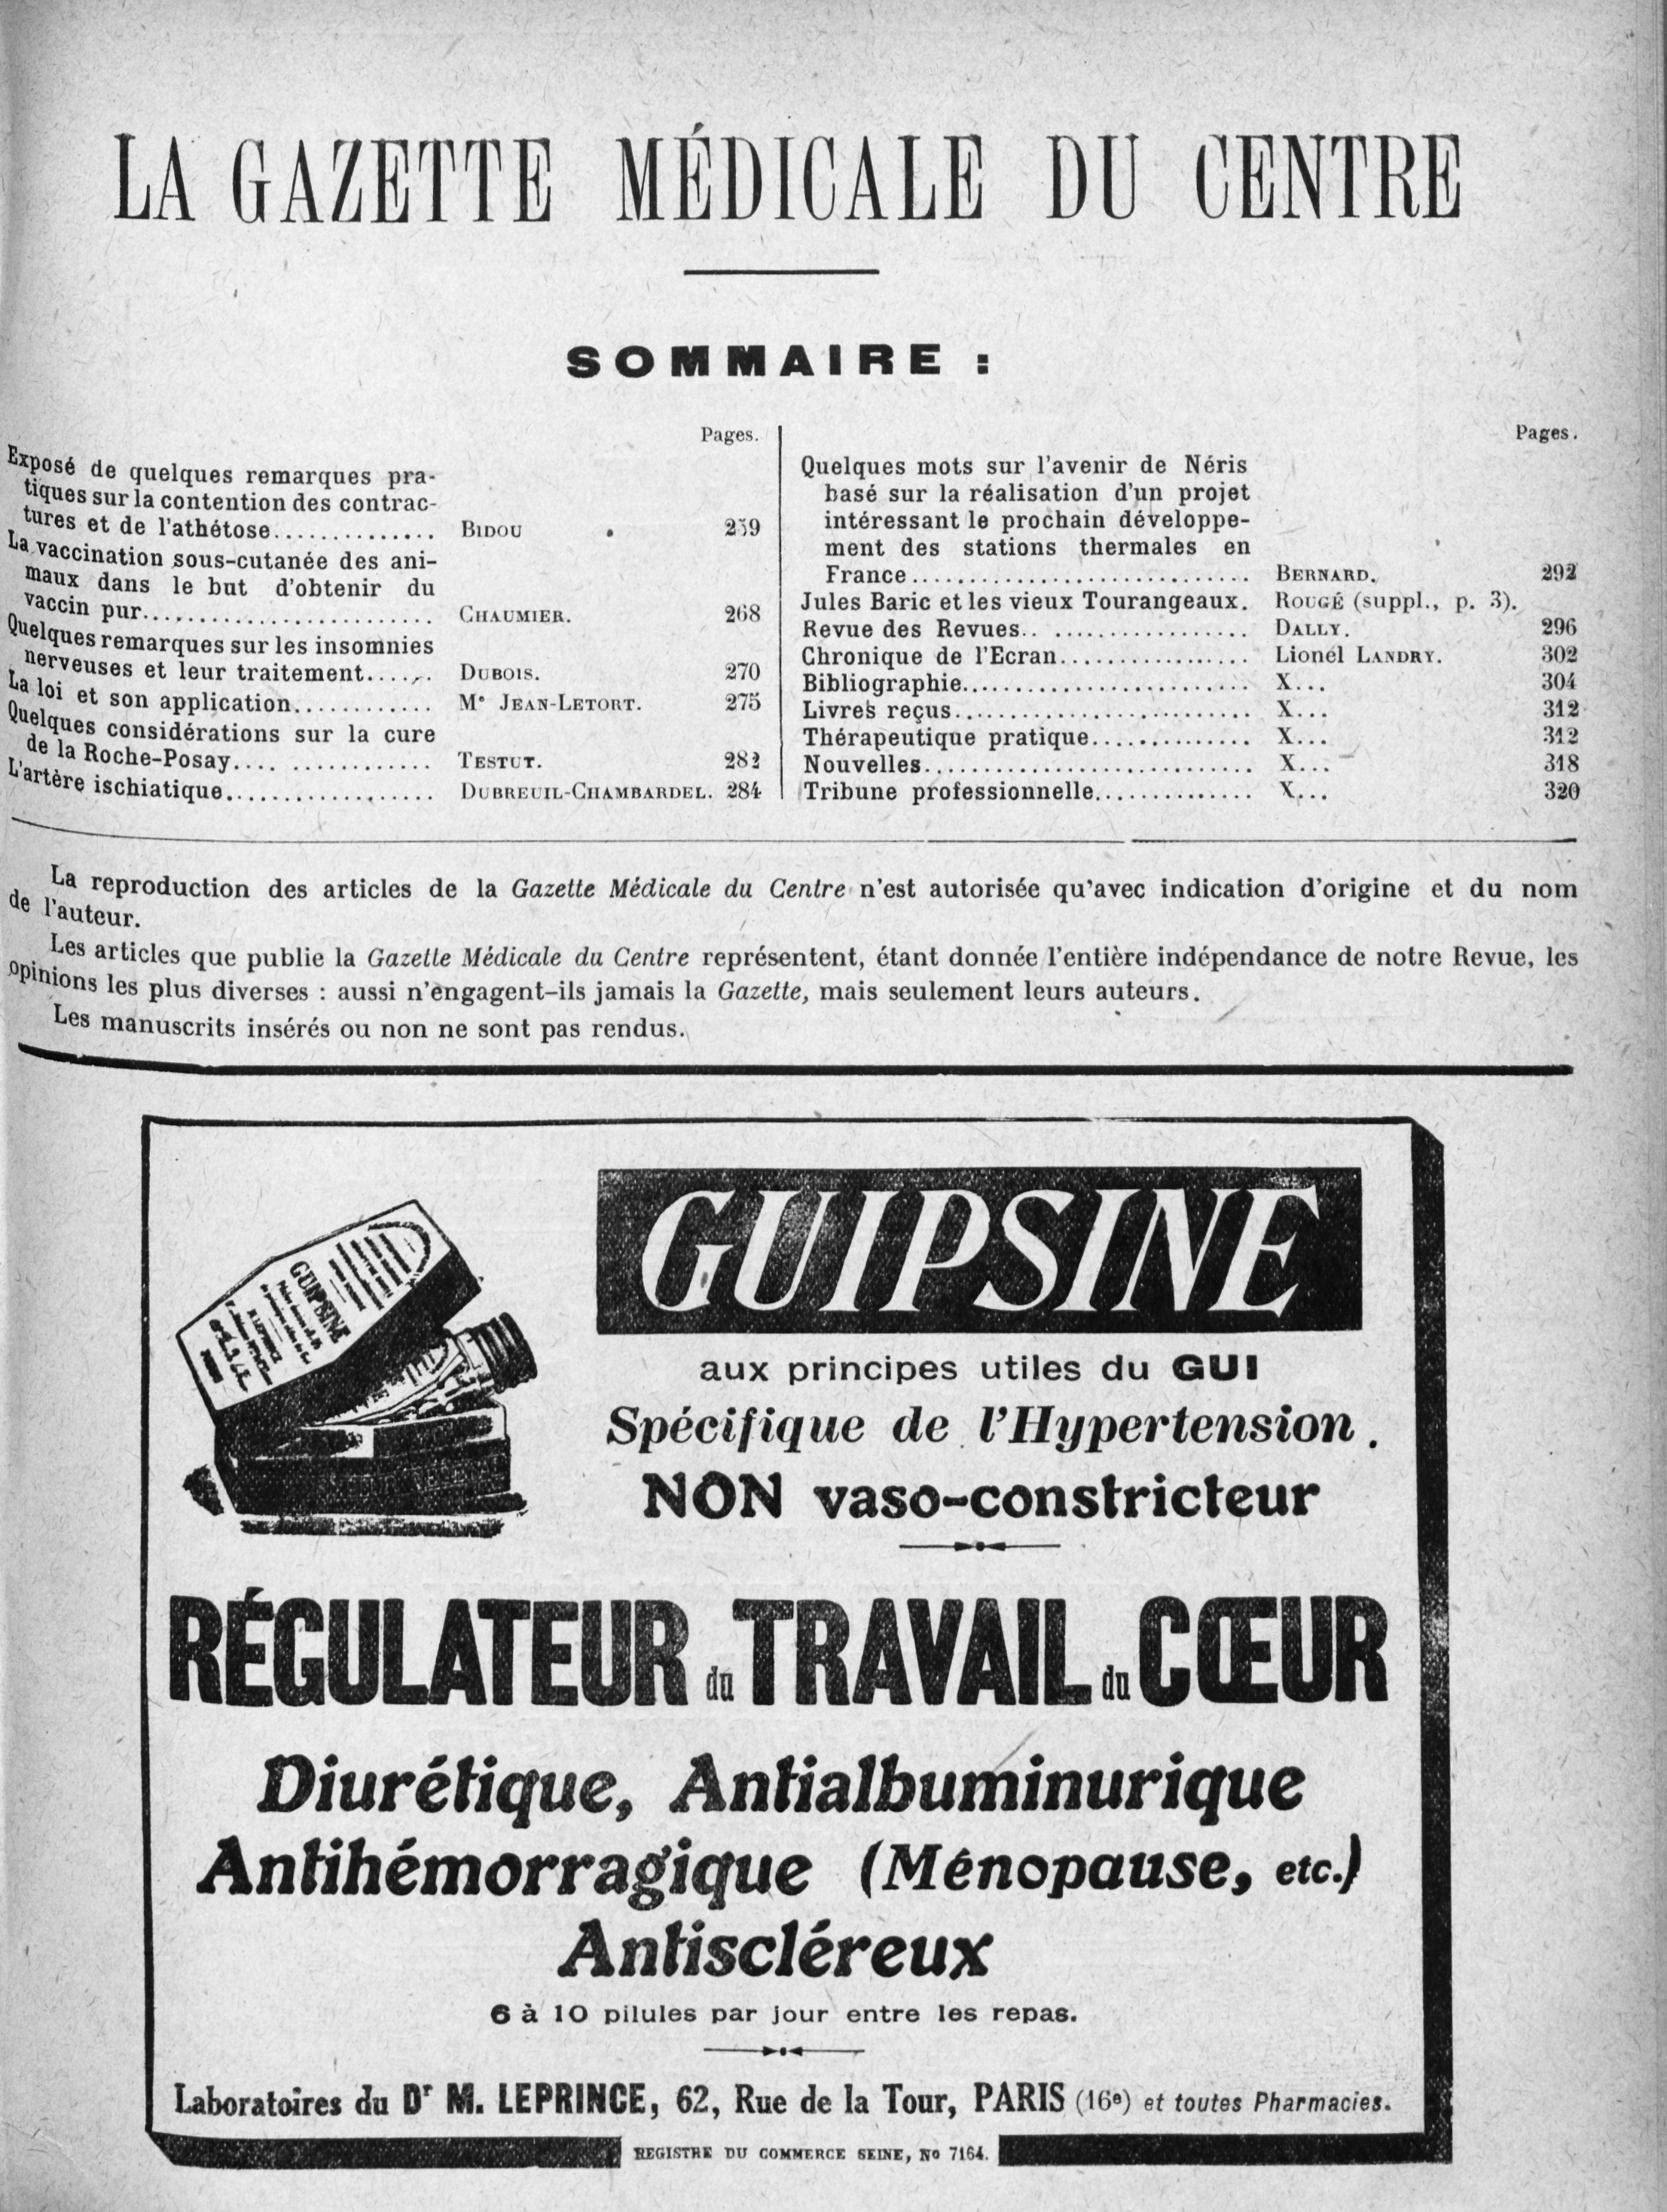 LA GAZETTE MÉDICALE DU CENTRE
SOMMAIRE :
Pages.
Exposé de quelques remarques pra-
tiques sur la contention des contrac-
tures et de l'athétose.............. BIDOU 259
La vaccination sous-cutanée des ani-
maux dans le but d'obtenir du
vaccin pur.......................... CHAUMIER. 268
Quelques remarques sur les insomnies
nerveuses et leur traitement...... DUBOIS. 270
La loi et son application............ Me JEAN-LETORT. 275
Quelques considérations sur la cure
de la Roche-Posay.... ............ TESTUT. 282
L'artère ischiatique................... DUBREUIL-CHAMBARDEL. 284
Pages.
Quelques mots sur l'avenir de Néris
basé sur la réalisation d'un projet
intéressant le prochain développe-
ment des stations thermales en
France.............................. BERNARD. 292
Jules Baric et les vieux Tourangeaux. ROUGÉ (suppl., p. 3).
Revue des Revues.. ................. DALLY. 296
Chronique de l'Ecran................. Lionel LANDRY. 302
Bibliographie......................... X... 304
Livres reçus.......................... X... 312
Thérapeutique pratique.............. X... 312
Nouvelles............................. X... 318
Tribune professionnelle.............. X... 320
La reproduction des articles de la Gazette Médicale du Centre n'est autorisée qu'avec indication d'origine et du nom
de l'auteur.
Les articles que publie la Gazette Médicale du Centre représentent, étant donnée l'entière indépendance de notre Revue, les
opinions les plus diverses : aussi n'engagent-ils jamais la Gazette, mais seulement leurs auteurs.
Les manuscrits insérés ou non ne sont pas rendus.
GUIPSINE
GUIPSINE
aux principes utiles du GUI
Spécifique de l'Hypertension.
NON vaso-constricteur
RÉGULATEUR du TRAVAIL du CŒUR
Diurétique, Antialbuminurique
Antihémorragique (Ménopause, etc.)
Antiscléreux
6 à 10 pilules par jour entre les repas.
Laboratoires du Dr M. LEPRINCE, 62, Rue de la Tour, PARIS (16e) et toutes Pharmacies.
REGISTRE DU COMMERCE SEINE, No 7164.